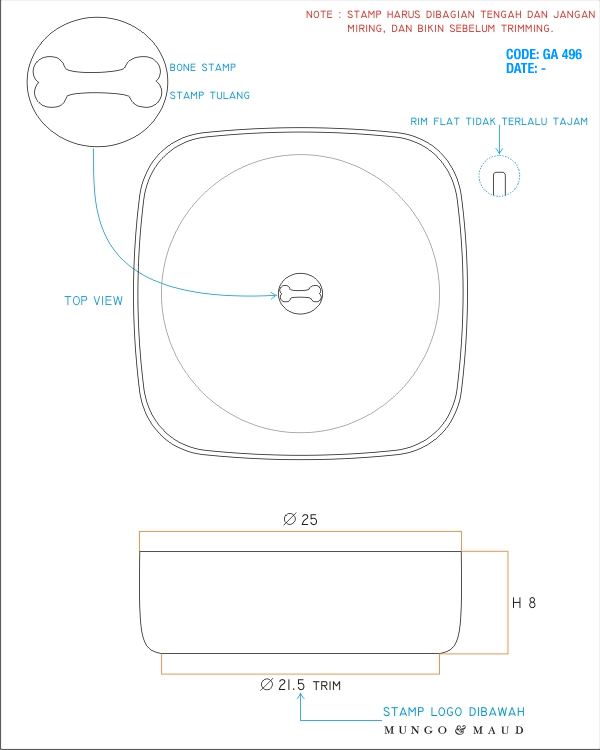 NOTE : STAMP HARUS DIBAGIAN TENGAH DAN JANGAN
MIRING, DAN BIKIN SEBELUM TRIMMING.
CODE: GA 496
DATE: -
BONE STAMP
STAMP TULANG
RIM FLAT TIDAK TERLALU TAJAM
TOP VIEW
∅ 25
H 8
∅ 21.5 TRIM
STAMP LOGO DIBAWAH
MUNGO & MAUD